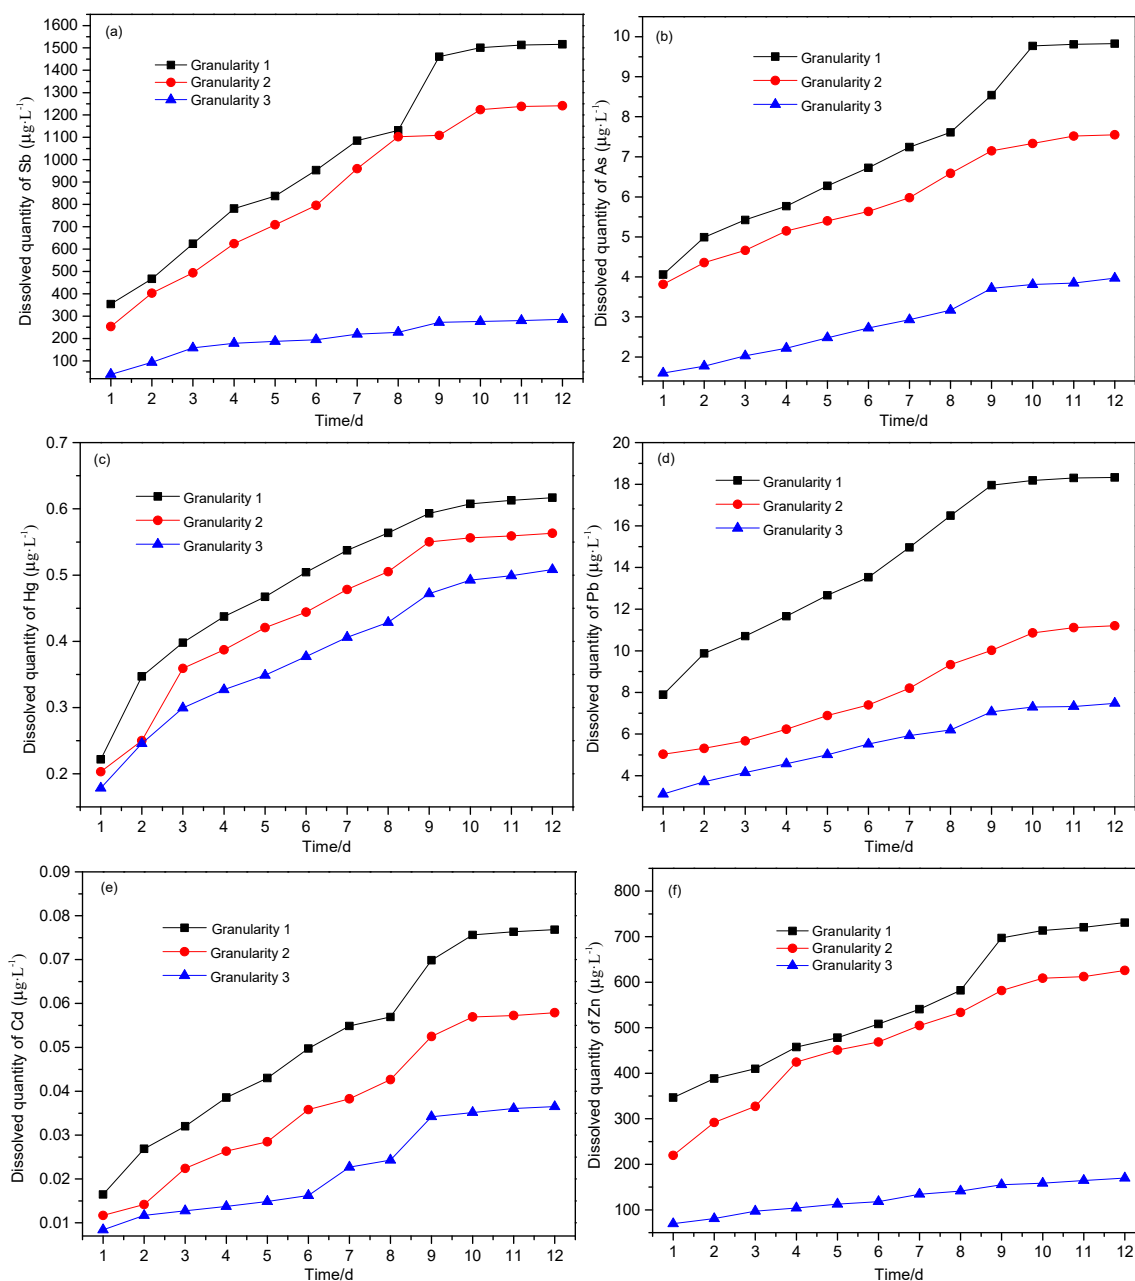 (a)
Granularity 1
Granularity 2
Granularity 3
Dissolved quantity of Sb (μg·L⁻¹)
1600
1500
1400
1300
1200
1100
1000
900
800
700
600
500
400
300
200
100
1 2 3 4 5 6 7 8 9 10 11 12
Time/d
(b)
Granularity 1
Granularity 2
Granularity 3
Dissolved quantity of As (μg·L⁻¹)
10
9
8
7
6
5
4
3
2
1 2 3 4 5 6 7 8 9 10 11 12
Time/d
(c)
Granularity 1
Granularity 2
Granularity 3
Dissolved quantity of Hg (μg·L⁻¹)
0.7
0.6
0.5
0.4
0.3
0.2
1 2 3 4 5 6 7 8 9 10 11 12
Time/d
(d)
Granularity 1
Granularity 2
Granularity 3
Dissolved quantity of Pb (μg·L⁻¹)
20
18
16
14
12
10
8
6
4
1 2 3 4 5 6 7 8 9 10 11 12
Time/d
(e)
Granularity 1
Granularity 2
Granularity 3
Dissolved quantity of Cd (μg·L⁻¹)
0.09
0.08
0.07
0.06
0.05
0.04
0.03
0.02
0.01
1 2 3 4 5 6 7 8 9 10 11 12
Time/d
(f)
Granularity 1
Granularity 2
Granularity 3
Dissolved quantity of Zn (μg·L⁻¹)
800
700
600
500
400
300
200
100
1 2 3 4 5 6 7 8 9 10 11 12
Time/d